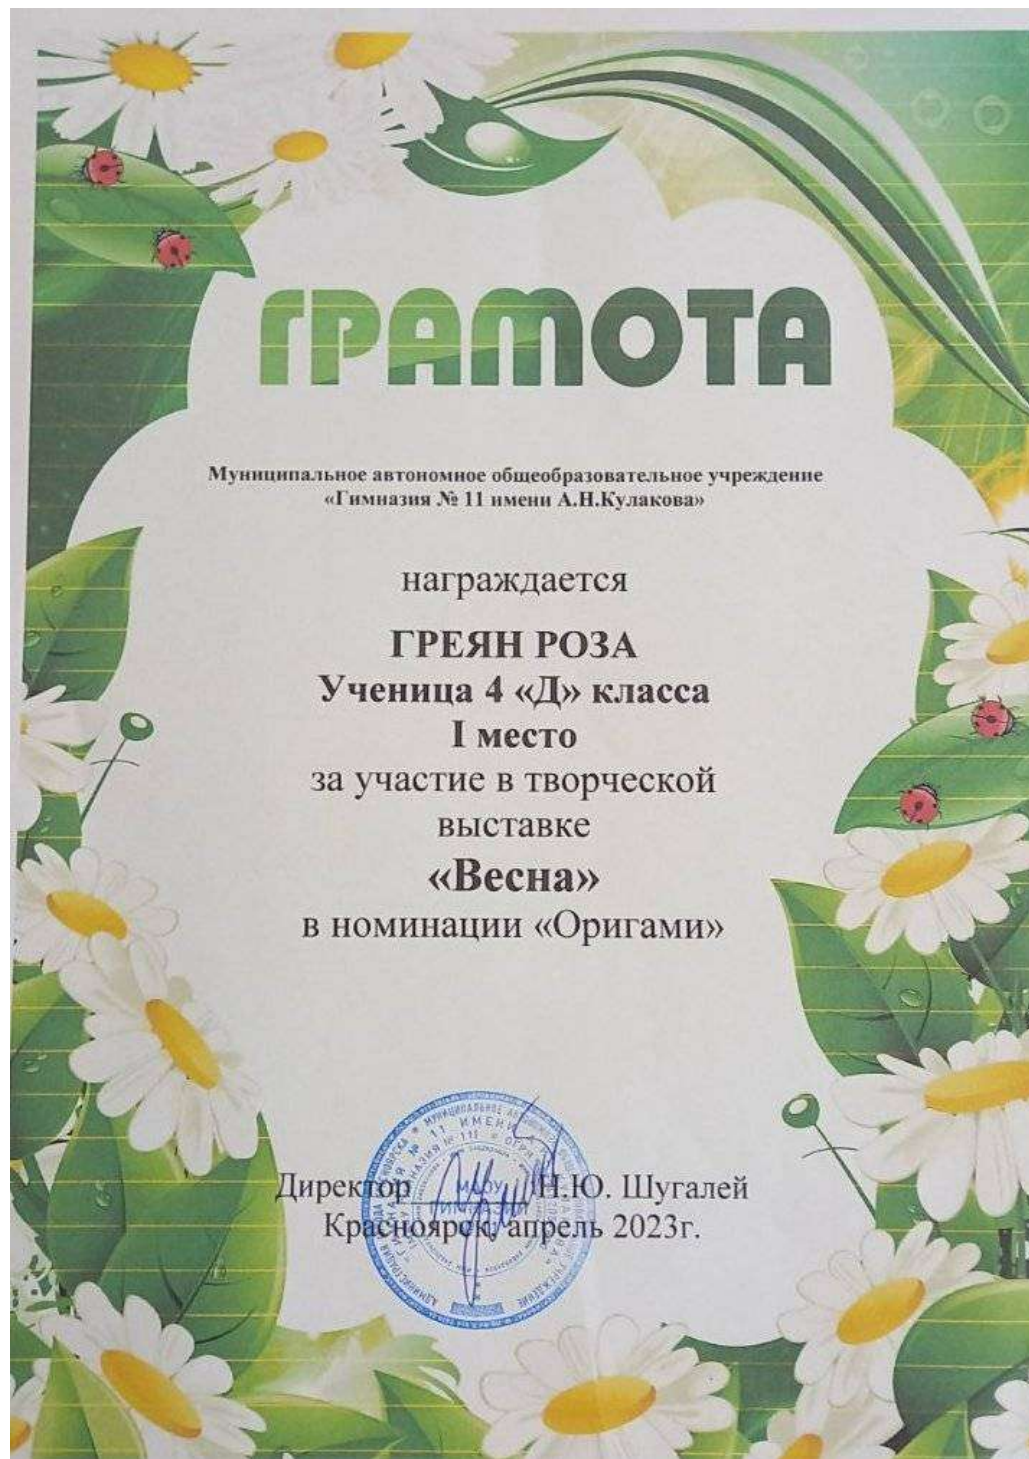 ГРАМОТА
Муниципальное автономное общеобразовательное учреждение
«Гимназия № 11 имени А.Н.Кулакова»
награждается
ГРЕЯН РОЗА
Ученица 4 «Д» класса
I место
за участие в творческой
выставке
«Весна»
в номинации «Оригами»
Директор Н.Ю. Шугалей
Красноярск, апрель 2023г.